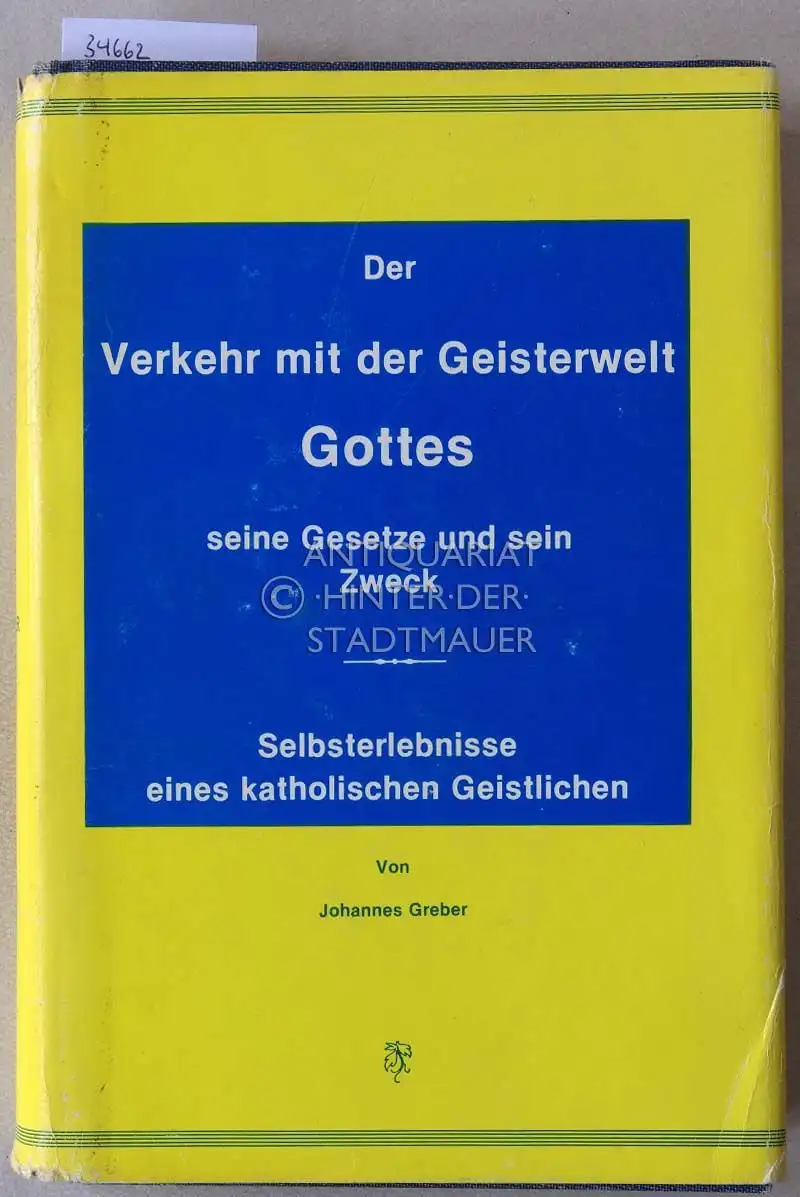 34662
Der
Verkehr mit der Geisterwelt
Gottes
seine Gesetze und sein
Zweck
ANTIQUARIAT
© ·HINTER·DER·
STADTMAUER
Selbsterlebnisse
eines katholischen Geistlichen
Von
Johannes Greber